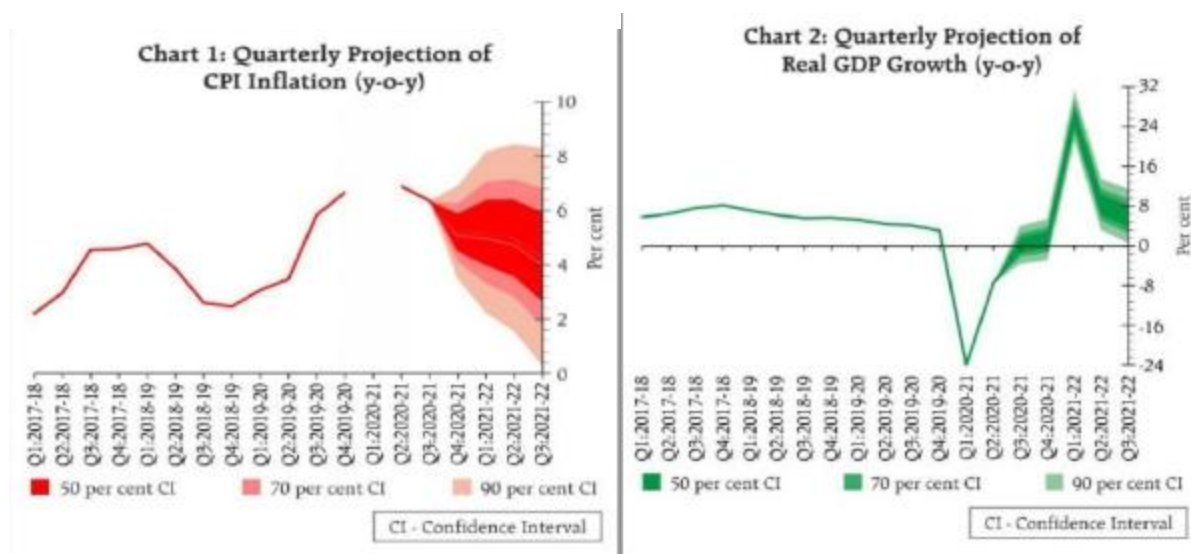 Chart 1: Quarterly Projection of
CPI Inflation (y-o-y)
10
8
6
4
2
0
Per cent
Q1:2017-18
Q2:2017-18
Q3:2017-18
Q4:2017-18
Q1:2018-19
Q2:2018-19
Q3:2018-19
Q4:2018-19
Q1:2019-20
Q2:2019-20
Q3:2019-20
Q4:2019-20
Q1:2020-21
Q2:2020-21
Q3:2020-21
Q4:2020-21
Q1:2021-22
Q2:2021-22
Q3:2021-22
50 per cent CI
70 per cent CI
90 per cent CI
CI - Confidence Interval
Chart 2: Quarterly Projection of
Real GDP Growth (y-o-y)
32
24
16
8
0
-8
-16
-24
Per cent
Q1:2017-18
Q2:2017-18
Q3:2017-18
Q4:2017-18
Q1:2018-19
Q2:2018-19
Q3:2018-19
Q4:2018-19
Q1:2019-20
Q2:2019-20
Q3:2019-20
Q4:2019-20
Q1:2020-21
Q2:2020-21
Q3:2020-21
Q4:2020-21
Q1:2021-22
Q2:2021-22
Q3:2021-22
50 per cent CI
70 per cent CI
90 per cent CI
CI - Confidence Interval